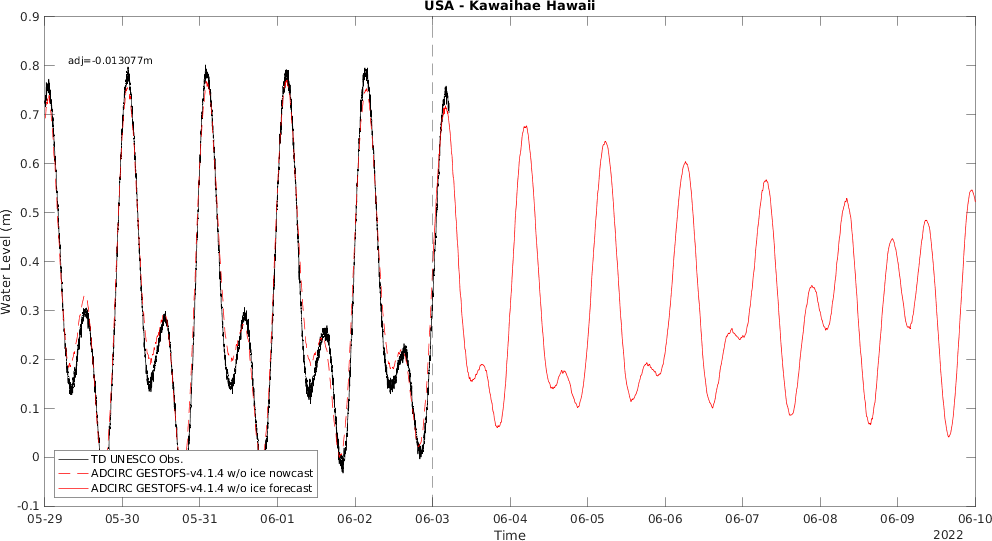 USA - Kawaihae Hawaii
0.9
0.8
0.7
0.6
0.5
0.4
0.3
0.2
0.1
0
-0.1
Water Level (m)
adj=-0.013077m
TD UNESCO Obs.
ADCIRC GESTOFS-v4.1.4 w/o ice nowcast
ADCIRC GESTOFS-v4.1.4 w/o ice forecast
05-29 05-30 05-31 06-01 06-02 06-03 06-04 06-05 06-06 06-07 06-08 06-09 06-10
Time
2022